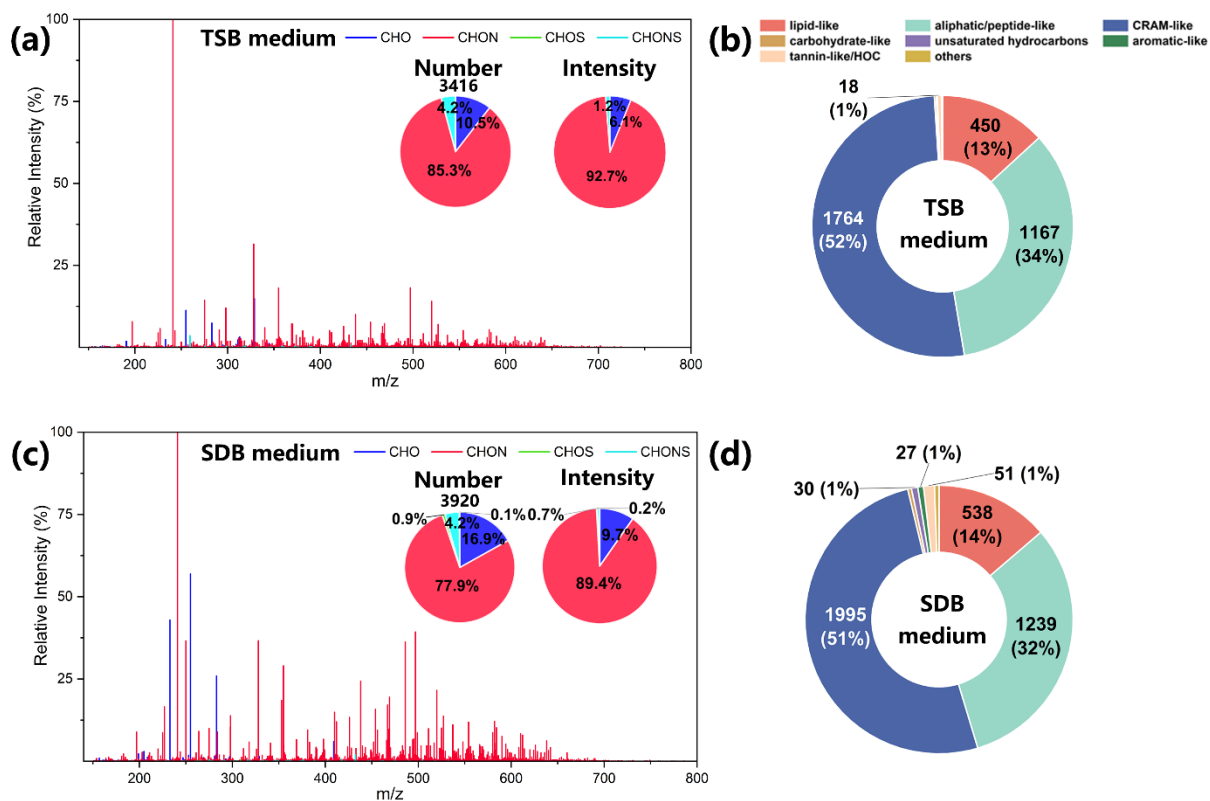 (a)
TSB medium
CHO
CHON
CHOS
CHONS
Number
3416
4.2%
10.5%
85.3%
Intensity
1.2%
6.1%
92.7%
Relative Intensity (%)
100
75
50
25
200
300
400
500
600
700
800
m/z
(b)
lipid-like
aliphatic/peptide-like
CRAM-like
carbohydrate-like
unsaturated hydrocarbons
aromatic-like
tannin-like/HOC
others
18
(1%)
450
(13%)
1764
(52%)
TSB
medium
1167
(34%)
(c)
SDB medium
CHO
CHON
CHOS
CHONS
Number
3920
0.9%
4.2%
0.1%
16.9%
77.9%
Intensity
0.7%
0.2%
9.7%
89.4%
Relative Intensity (%)
100
75
50
25
200
300
400
500
600
700
800
m/z
(d)
27 (1%)
30 (1%)
51 (1%)
538
(14%)
1995
(51%)
SDB
medium
1239
(32%)